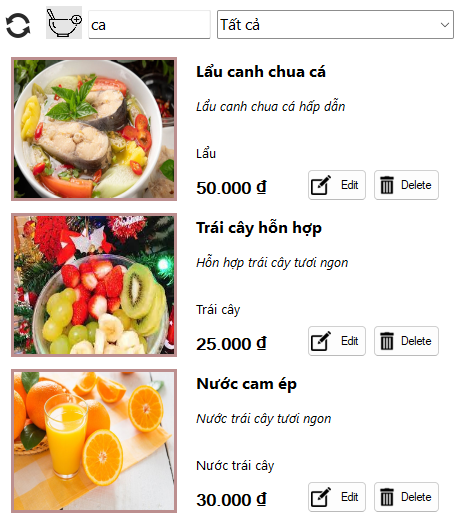 ca
Tất cả
Lẩu canh chua cá
Lẩu canh chua cá hấp dẫn
Lẩu
50.000 ₫ Edit Delete
Trái cây hỗn hợp
Hỗn hợp trái cây tươi ngon
Trái cây
25.000 ₫ Edit Delete
Nước cam ép
Nước trái cây tươi ngon
Nước trái cây
30.000 ₫ Edit Delete